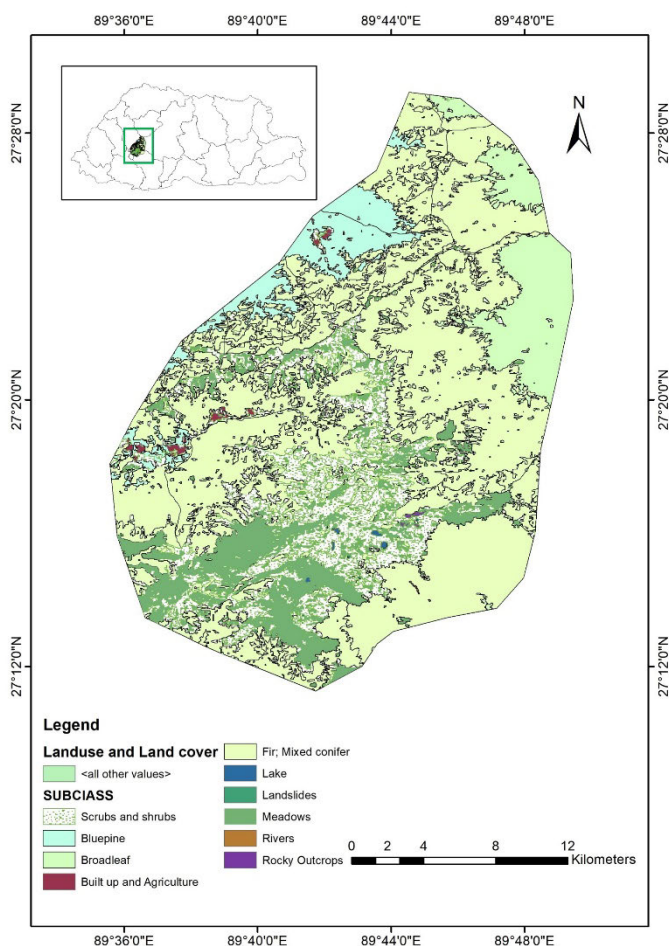 89°36'0"E 89°40'0"E 89°44'0"E 89°48'0"E
N
27°28'0"N 27°28'0"N
27°20'0"N 27°20'0"N
27°12'0"N 27°12'0"N
Legend
Landuse and Land cover
<all other values>
SUBCIASS
Scrubs and shrubs
Bluepine
Broadleaf
Built up and Agriculture
Fir; Mixed conifer
Lake
Landslides
Meadows
Rivers
Rocky Outcrops
0 2 4 8 12
Kilometers
89°36'0"E 89°40'0"E 89°44'0"E 89°48'0"E